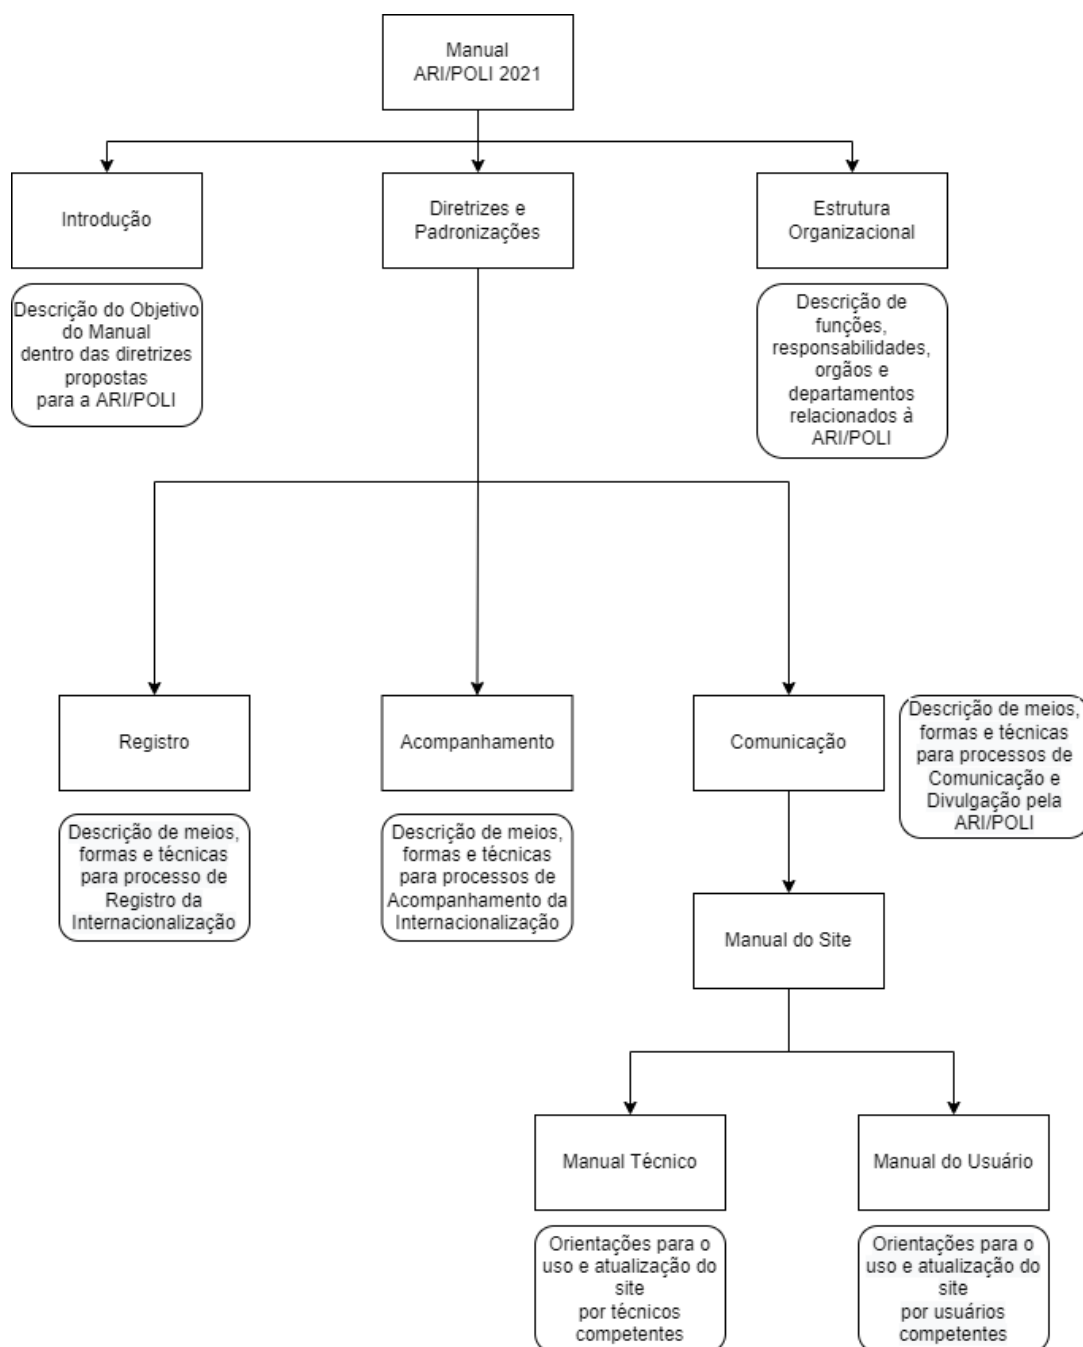 Manual
ARI/POLI 2021
Introdução
Diretrizes e
Padronizações
Estrutura
Organizacional
Descrição do Objetivo
do Manual
dentro das diretrizes
propostas
para a ARI/POLI
Descrição de
funções,
responsabilidades,
orgãos e
departamentos
relacionados à
ARI/POLI
Registro
Acompanhamento
Comunicação
Descrição de meios,
formas e técnicas
para processos de
Comunicação e
Divulgação pela
ARI/POLI
Descrição de meios,
formas e técnicas
para processo de
Registro da
Internacionalização
Descrição de meios,
formas e técnicas
para processos de
Acompanhamento da
Internacionalização
Manual do Site
Manual Técnico
Manual do Usuário
Orientações para o
uso e atualização do
site
por técnicos
competentes
Orientações para o
uso e atualização do
site
por usuários
competentes